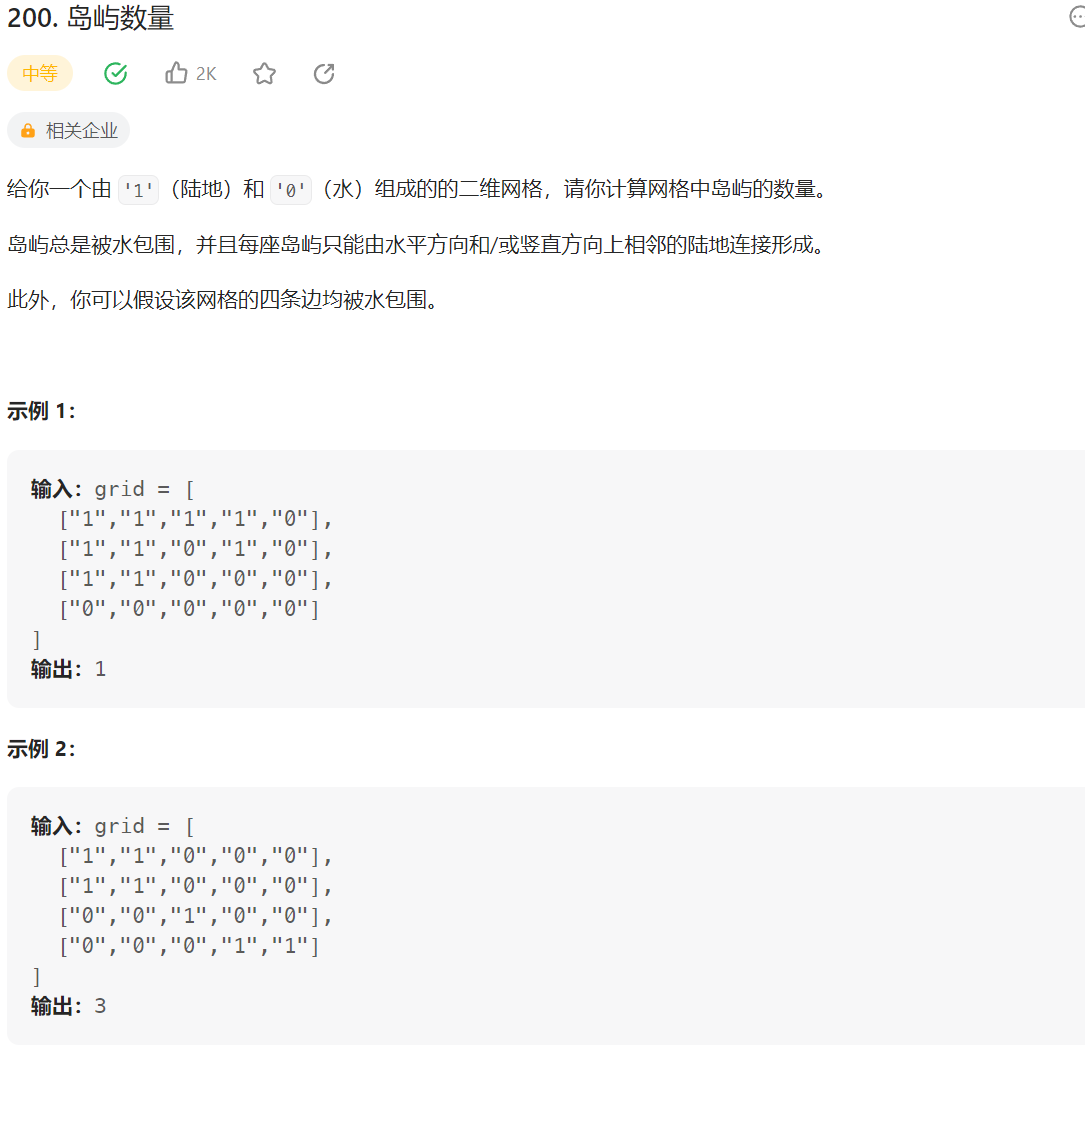 200. 岛屿数量
中等
2K
相关企业
给你一个由 '1'（陆地）和 '0'（水）组成的的二维网格，请你计算网格中岛屿的数量。
岛屿总是被水包围，并且每座岛屿只能由水平方向和/或竖直方向上相邻的陆地连接形成。
此外，你可以假设该网格的四条边均被水包围。
示例 1：
输入：grid = [
["1","1","1","1","0"],
["1","1","0","1","0"],
["1","1","0","0","0"],
["0","0","0","0","0"]
]
输出：1
示例 2：
输入：grid = [
["1","1","0","0","0"],
["1","1","0","0","0"],
["0","0","1","0","0"],
["0","0","0","1","1"]
]
输出：3